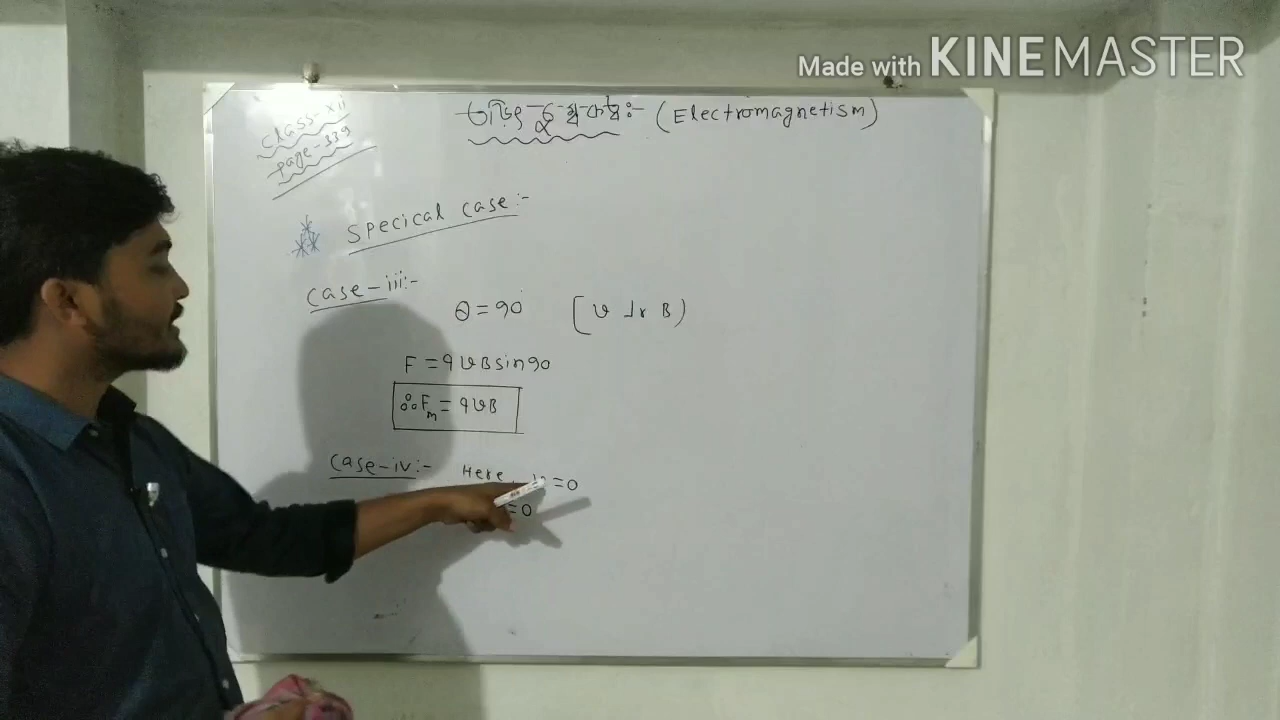 Made with KINEMASTER
Class-xii
page-339
(Electromagnetism)
Specical case:-
Case-iii:-
θ=90 [v ⊥r B)
F = qvBsin90
∴Fm = qvB
Case-iv:- Here, v=0
=0